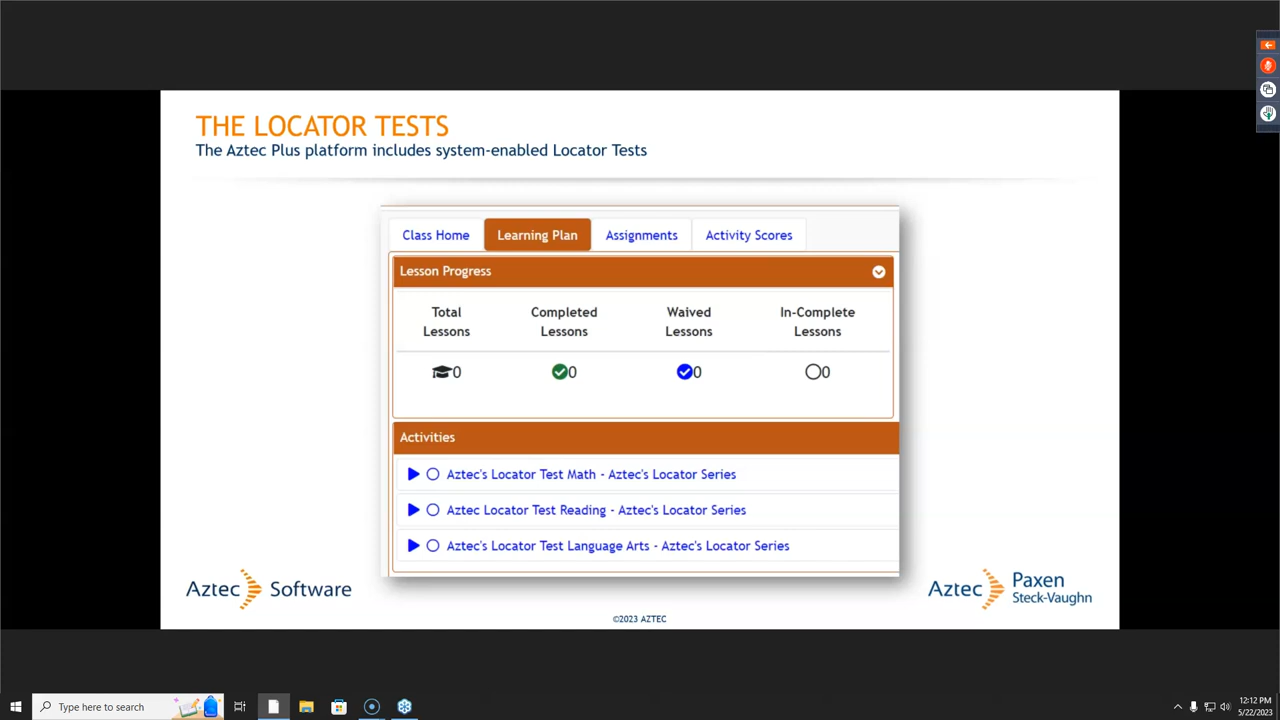 THE LOCATOR TESTS
The Aztec Plus platform includes system-enabled Locator Tests
Class Home
Learning Plan
Assignments
Activity Scores
Lesson Progress
Total Lessons
Completed Lessons
Waived Lessons
In-Complete Lessons
0
0
0
0
Activities
Aztec's Locator Test Math - Aztec's Locator Series
Aztec Locator Test Reading - Aztec's Locator Series
Aztec's Locator Test Language Arts - Aztec's Locator Series
Aztec Software
Aztec Paxen Steck-Vaughn
©2023 AZTEC
Type here to search
12:12 PM
5/22/2023